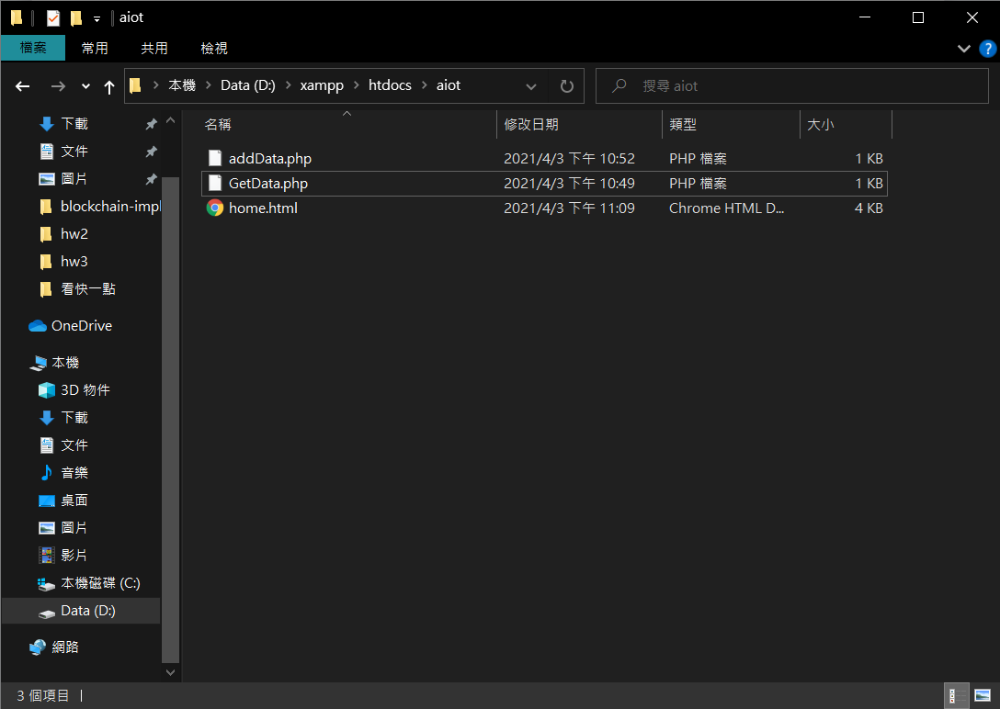 aiot
檔案 常用 共用 檢視
本機 Data (D:) xampp htdocs aiot 搜尋 aiot
名稱 修改日期 類型 大小
addData.php 2021/4/3 下午 10:52 PHP 檔案 1 KB
GetData.php 2021/4/3 下午 10:49 PHP 檔案 1 KB
home.html 2021/4/3 下午 11:09 Chrome HTML D... 4 KB
下載
文件
圖片
blockchain-impl
hw2
hw3
看快一點
OneDrive
本機
3D 物件
下載
文件
音樂
桌面
圖片
影片
本機磁碟 (C:)
Data (D:)
網路
3 個項目